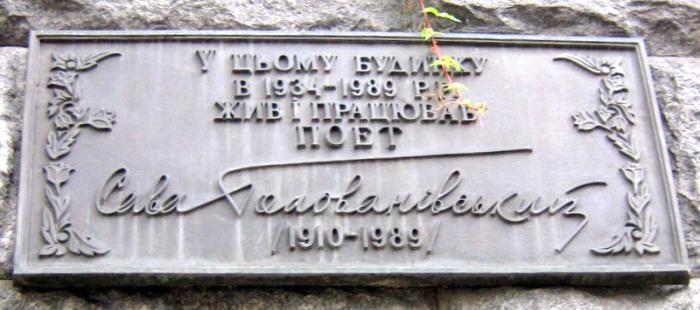 У ЦЬОМУ БУДИНКУ
В 1934-1989 Р.Р.
ЖИВ І ПРАЦЮВАВ
ПОЕТ
Сава Голованівський
/1910-1989/